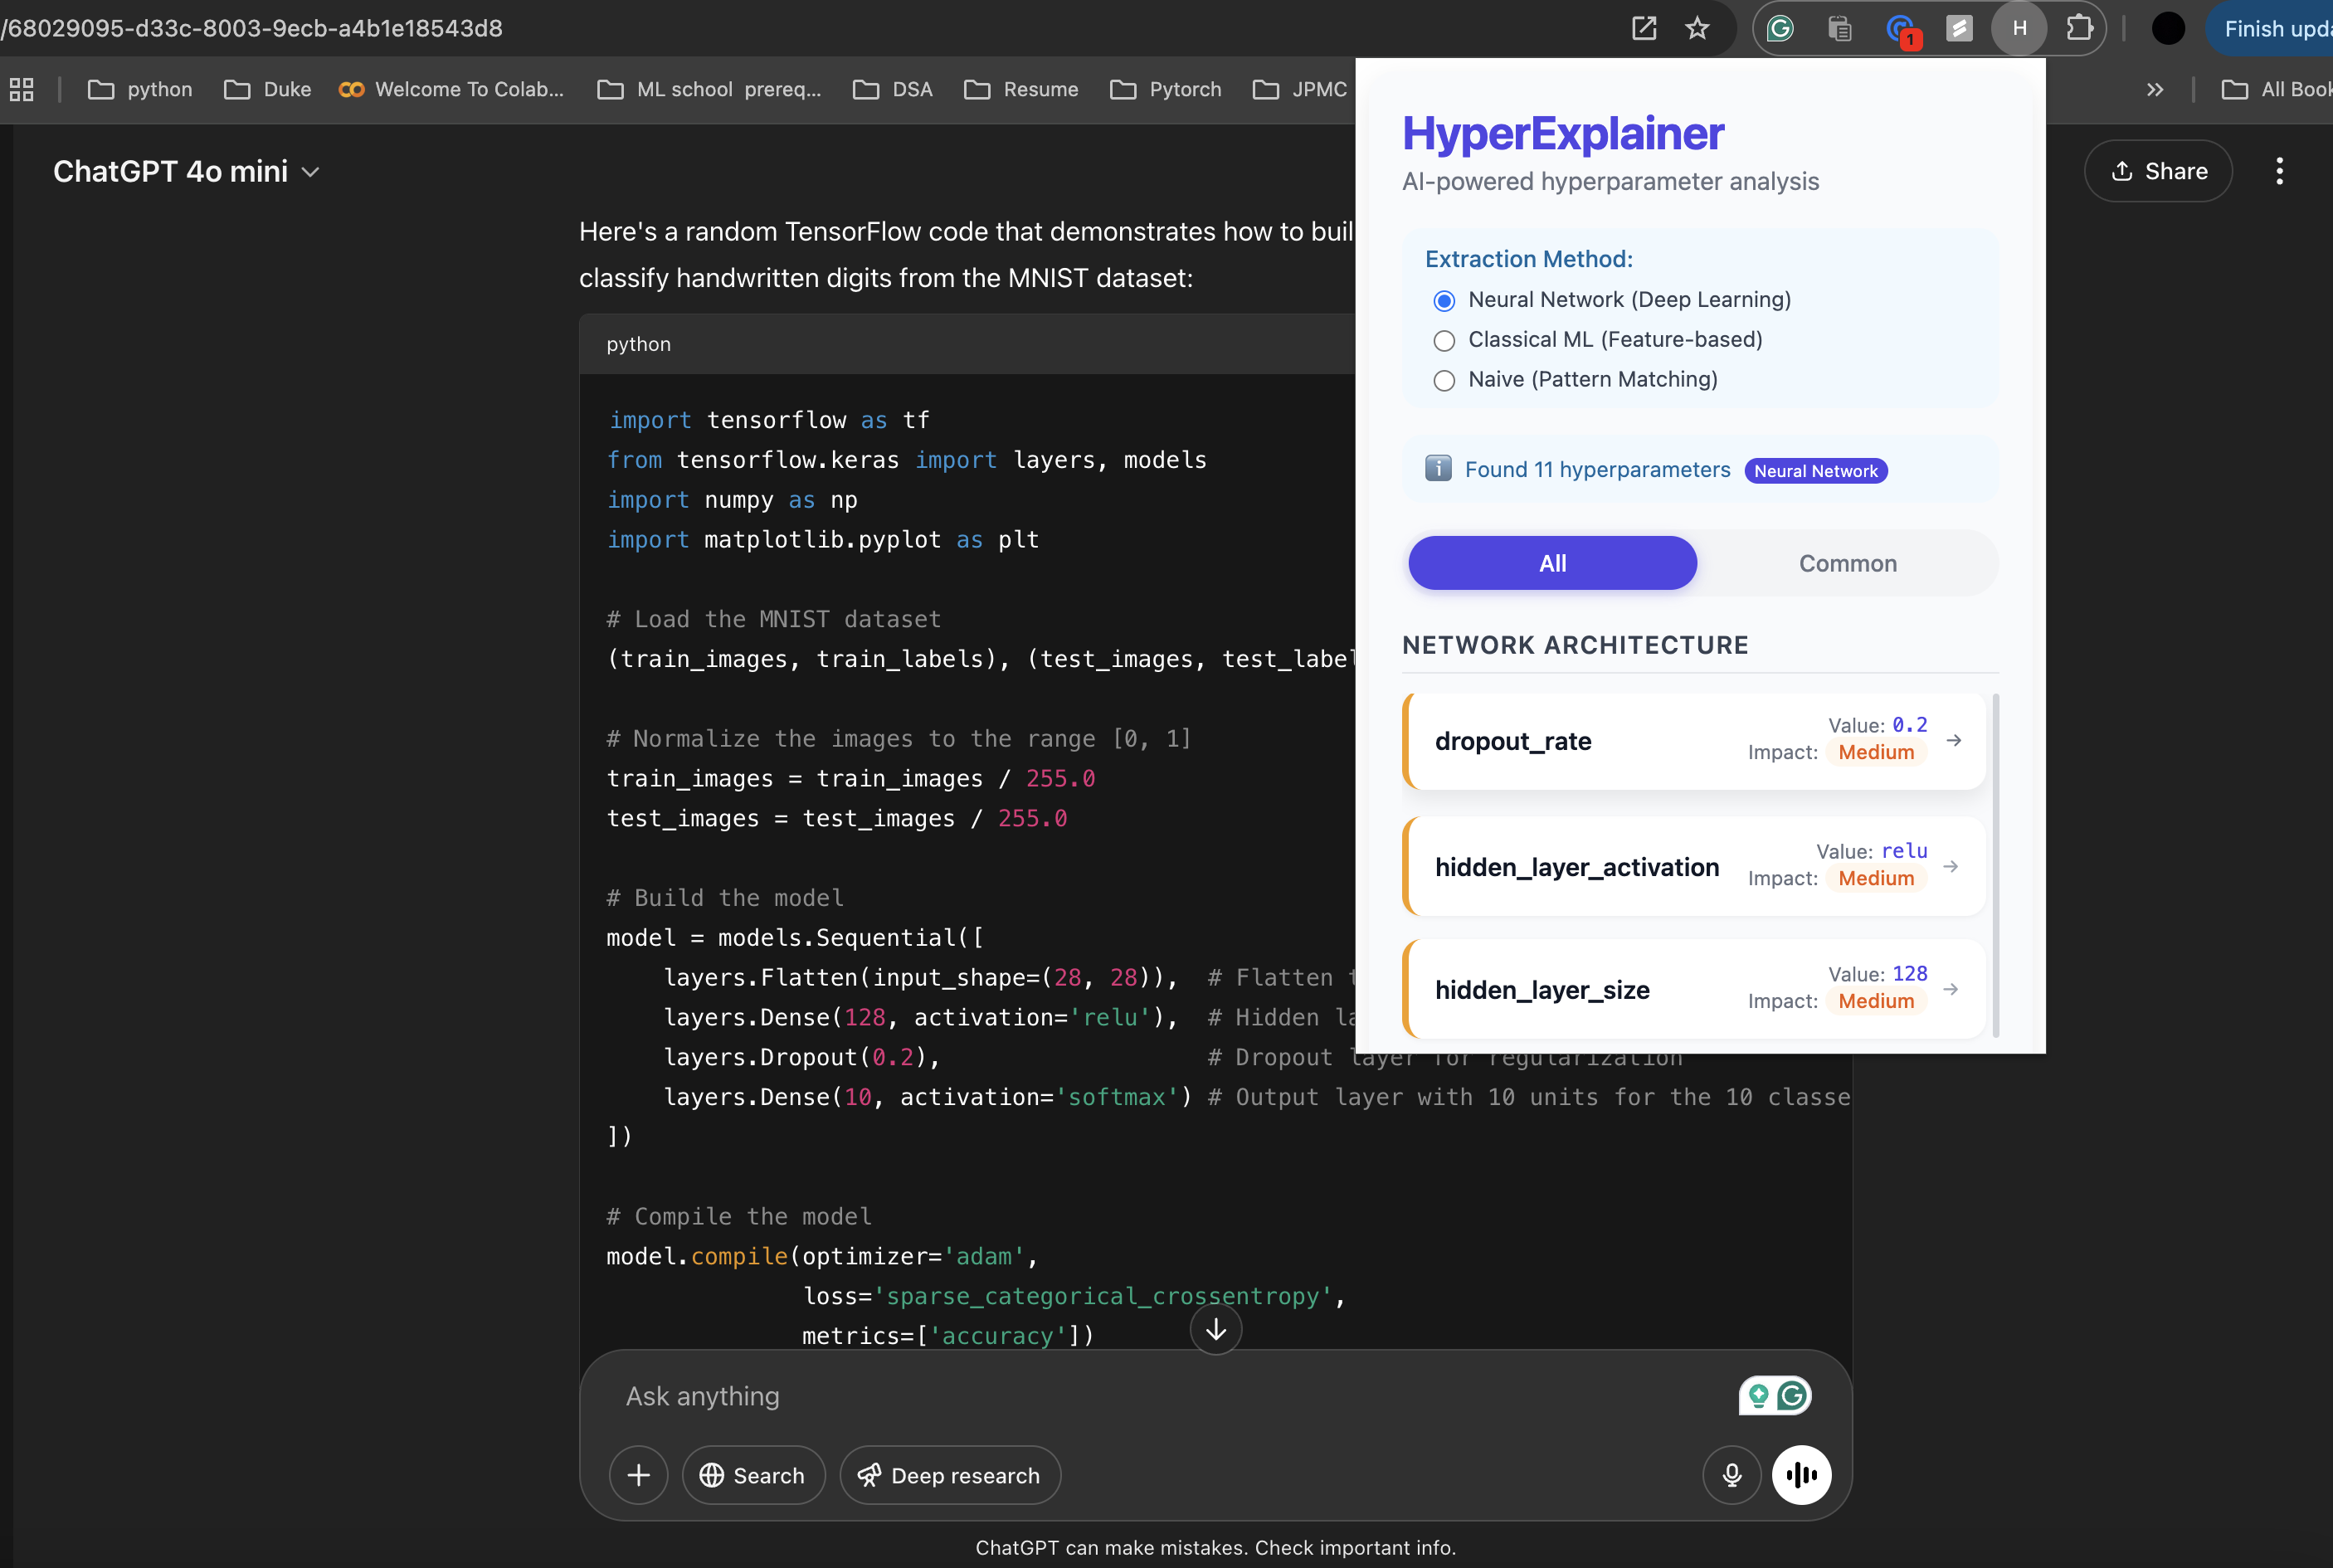 /68029095-d33c-8003-9ecb-a4b1e18543d8
1
H
Finish upda
python
Duke
Welcome To Colab...
ML school prereq...
DSA
Resume
Pytorch
JPMC
»
All Book
ChatGPT 4o mini
Share
Here's a random TensorFlow code that demonstrates how to buil
classify handwritten digits from the MNIST dataset:
python
import tensorflow as tf
from tensorflow.keras import layers, models
import numpy as np
import matplotlib.pyplot as plt
# Load the MNIST dataset
(train_images, train_labels), (test_images, test_label
# Normalize the images to the range [0, 1]
train_images = train_images / 255.0
test_images = test_images / 255.0
# Build the model
model = models.Sequential([
layers.Flatten(input_shape=(28, 28)), # Flatten t
layers.Dense(128, activation='relu'), # Hidden la
layers.Dropout(0.2), # Dropout layer for regularization
layers.Dense(10, activation='softmax') # Output layer with 10 units for the 10 classe
])
# Compile the model
model.compile(optimizer='adam',
loss='sparse_categorical_crossentropy',
metrics=['accuracy'])
HyperExplainer
AI-powered hyperparameter analysis
Extraction Method:
Neural Network (Deep Learning)
Classical ML (Feature-based)
Naive (Pattern Matching)
Found 11 hyperparameters Neural Network
All
Common
NETWORK ARCHITECTURE
dropout_rate
Value: 0.2
Impact: Medium
hidden_layer_activation
Value: relu
Impact: Medium
hidden_layer_size
Value: 128
Impact: Medium
Ask anything
Search
Deep research
ChatGPT can make mistakes. Check important info.